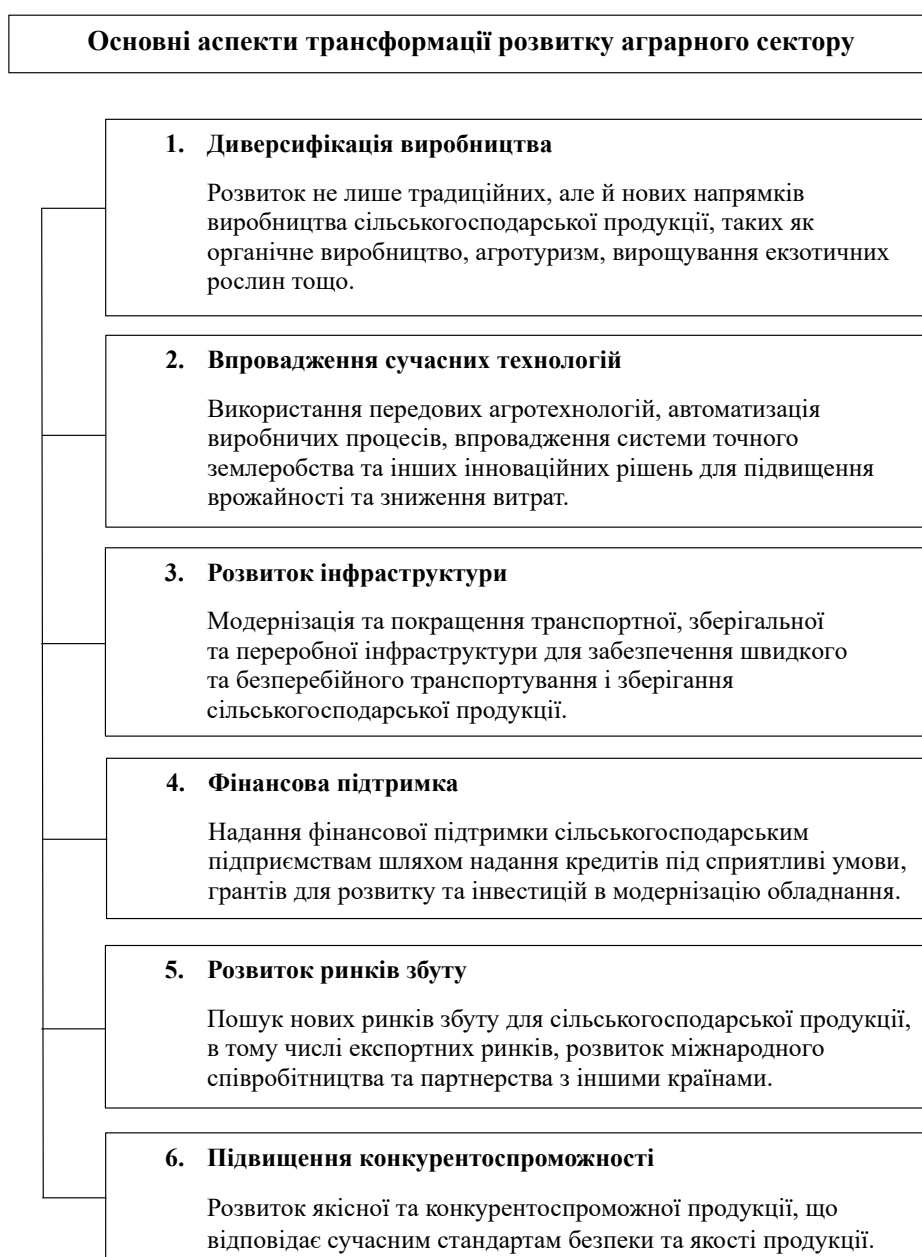 Основні аспекти трансформації розвитку аграрного сектору
1. Диверсифікація виробництва
Розвиток не лише традиційних, але й нових напрямків
виробництва сільськогосподарської продукції, таких як
органічне виробництво, агротуризм, вирощування екзотичних
рослин тощо.
2. Впровадження сучасних технологій
Використання передових агротехнологій, автоматизація
виробничих процесів, впровадження системи точного
землеробства та інших інноваційних рішень для підвищення
врожайності та зниження витрат.
3. Розвиток інфраструктури
Модернізація та покращення транспортної, зберігальної
та переробної інфраструктури для забезпечення швидкого
та безперебійного транспортування і зберігання
сільськогосподарської продукції.
4. Фінансова підтримка
Надання фінансової підтримки сільськогосподарським
підприємствам шляхом надання кредитів під сприятливі умови,
грантів для розвитку та інвестицій в модернізацію обладнання.
5. Розвиток ринків збуту
Пошук нових ринків збуту для сільськогосподарської продукції,
в тому числі експортних ринків, розвиток міжнародного
співробітництва та партнерства з іншими країнами.
6. Підвищення конкурентоспроможності
Розвиток якісної та конкурентоспроможної продукції, що
відповідає сучасним стандартам безпеки та якості продукції.